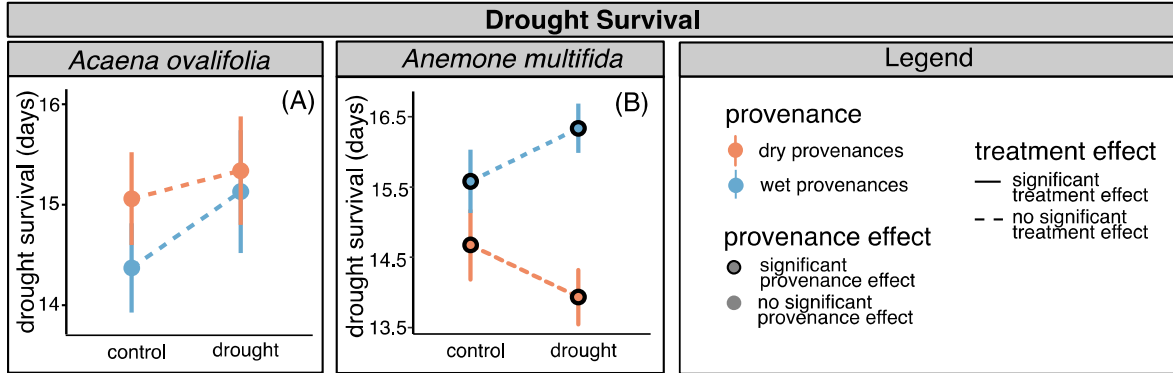 Drought Survival
Acaena ovalifolia
(A)
drought survival (days)
16
15
14
control
drought
Anemone multifida
(B)
drought survival (days)
16.5
15.5
14.5
13.5
control
drought
Legend
provenance
dry provenances
wet provenances
provenance effect
significant
provenance effect
no significant
provenance effect
treatment effect
significant
treatment effect
no significant
treatment effect